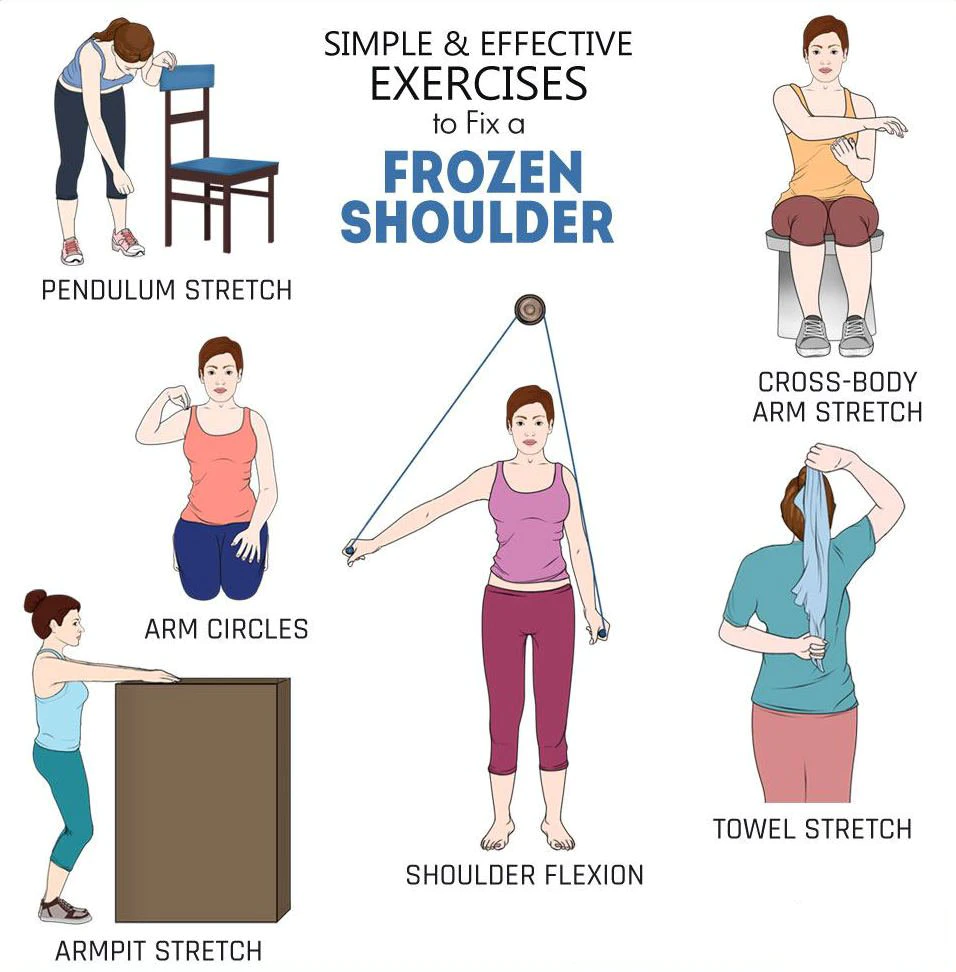 SIMPLE & EFFECTIVE
EXERCISES
to Fix a
FROZEN
SHOULDER
PENDULUM STRETCH
CROSS-BODY
ARM STRETCH
ARM CIRCLES
SHOULDER FLEXION
TOWEL STRETCH
ARMPIT STRETCH